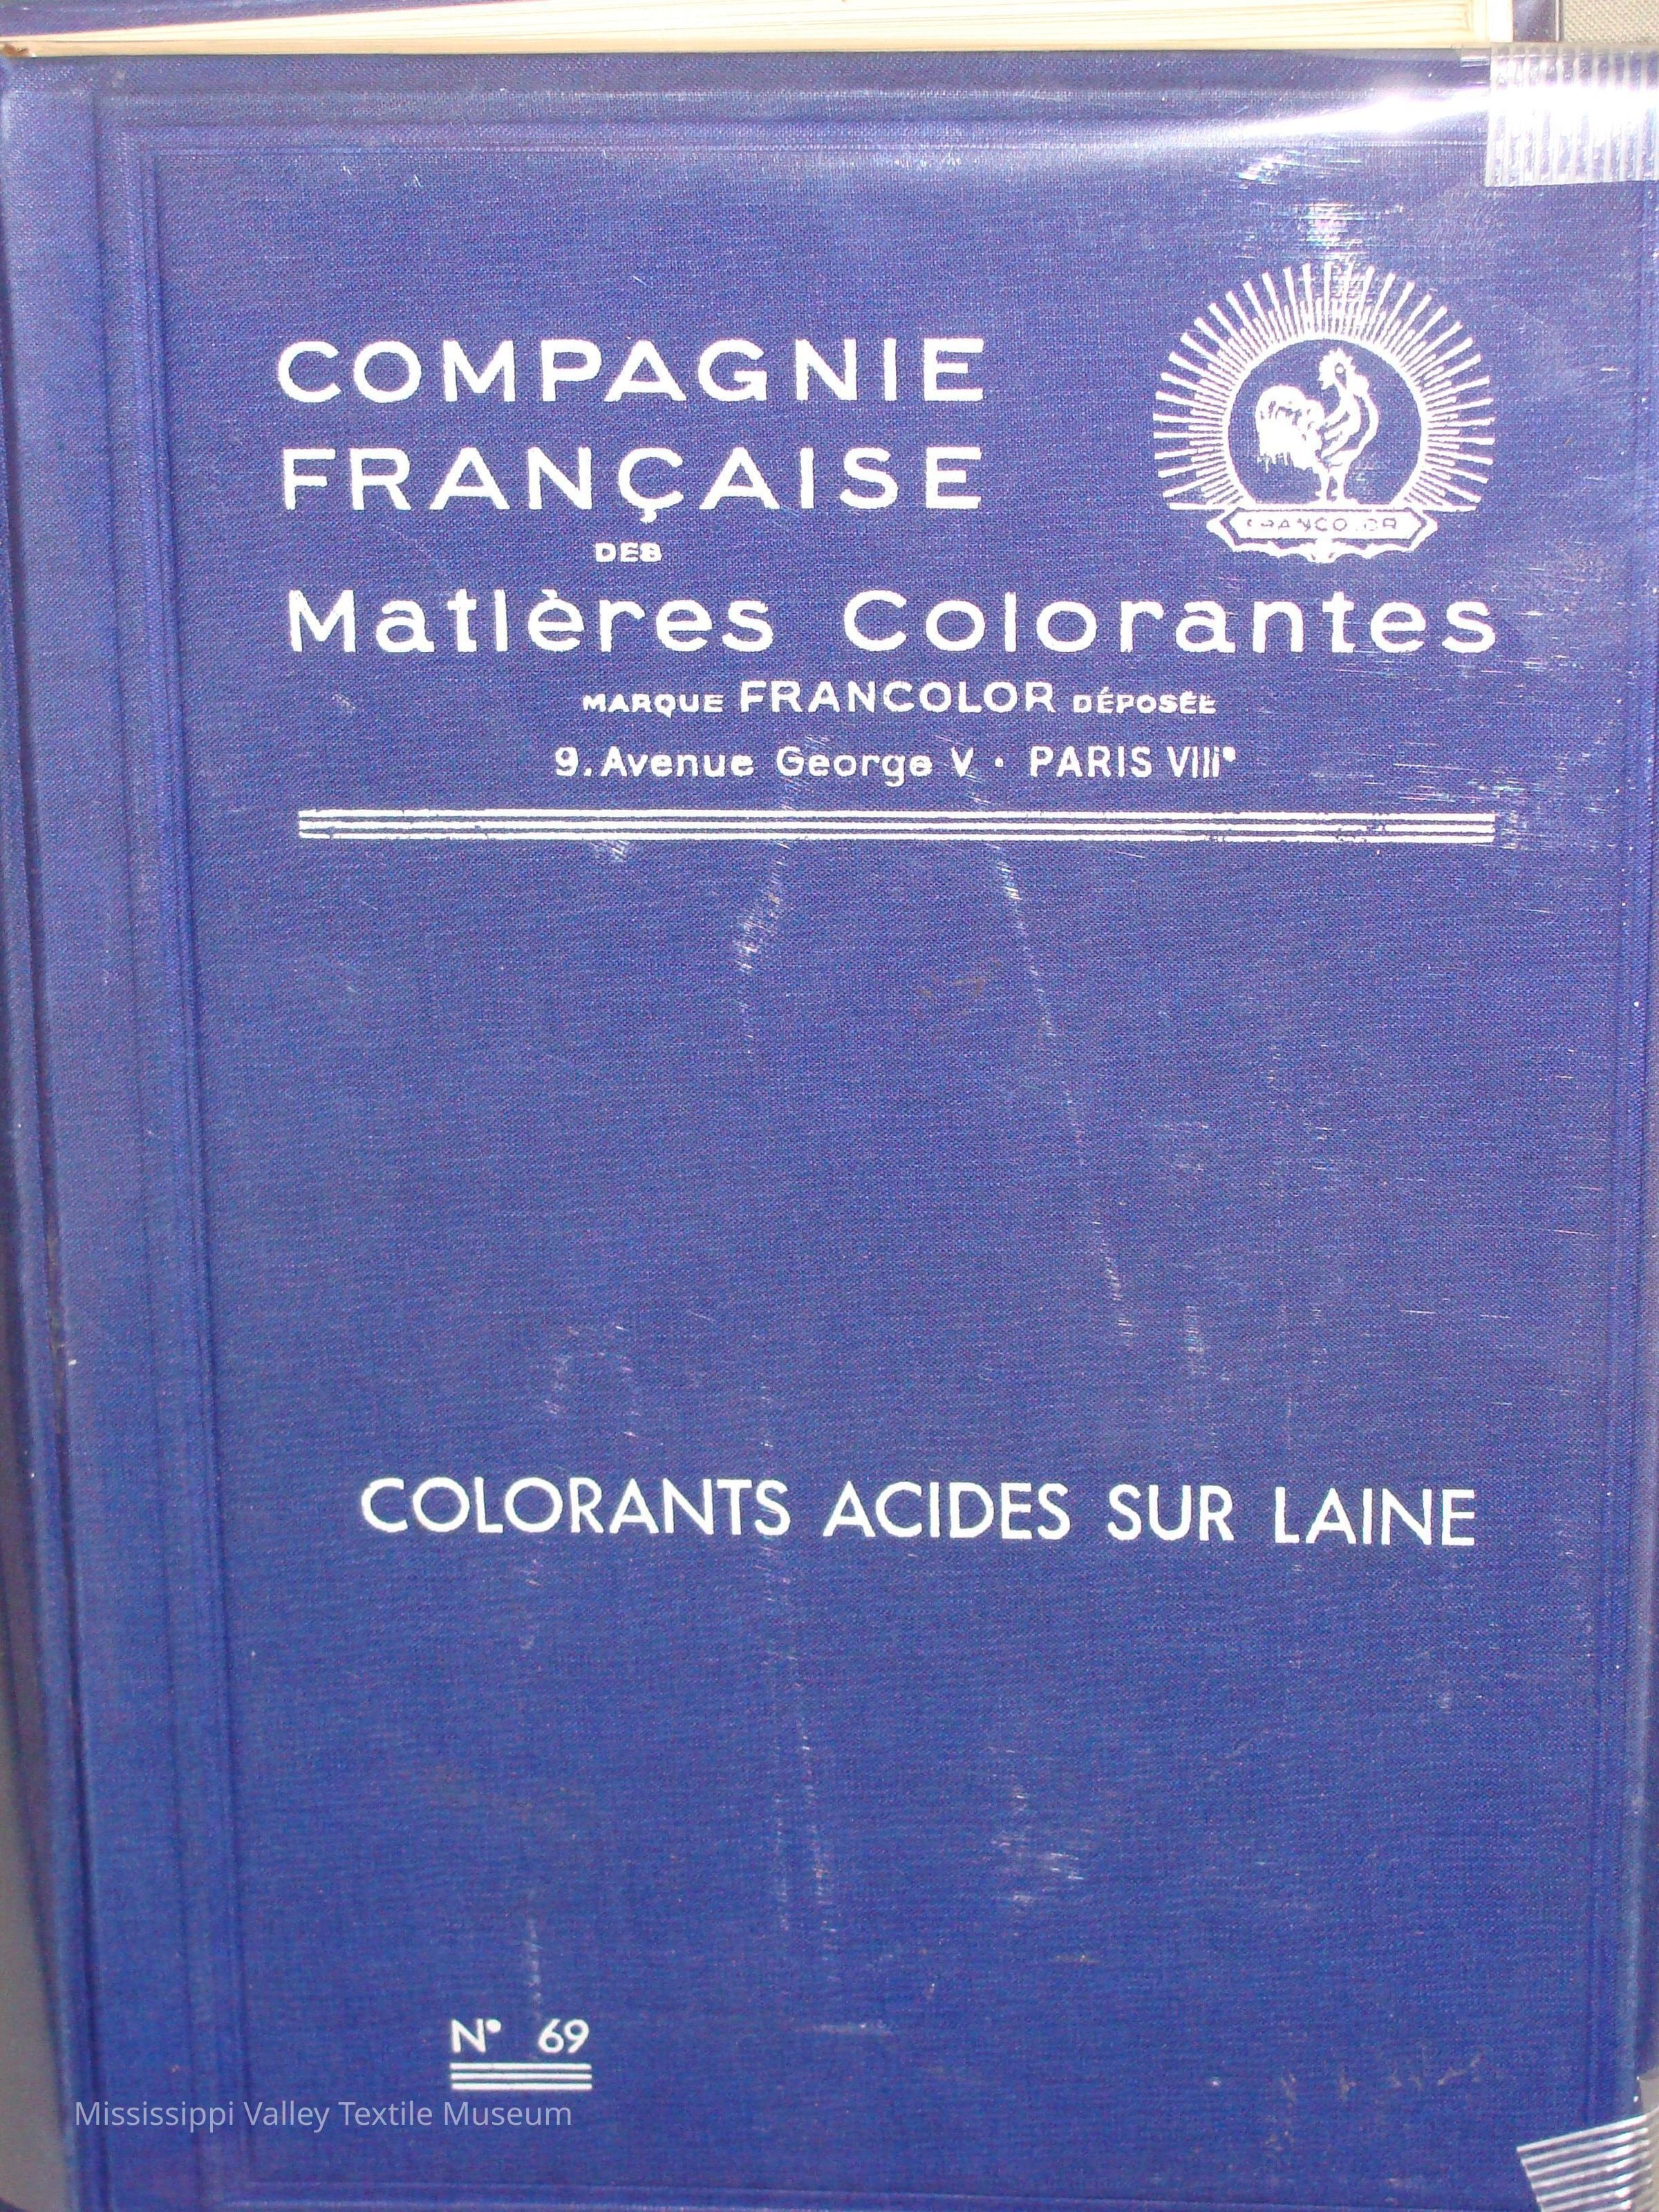 COMPAGNIE
FRANÇAISE
DES
Matières Colorantes
FRANCOLOR
MARQUE FRANCOLOR DÉPOSÉE
9. Avenue George V · PARIS VIIIe
COLORANTS ACIDES SUR LAINE
N° 69
Mississippi Valley Textile Museum